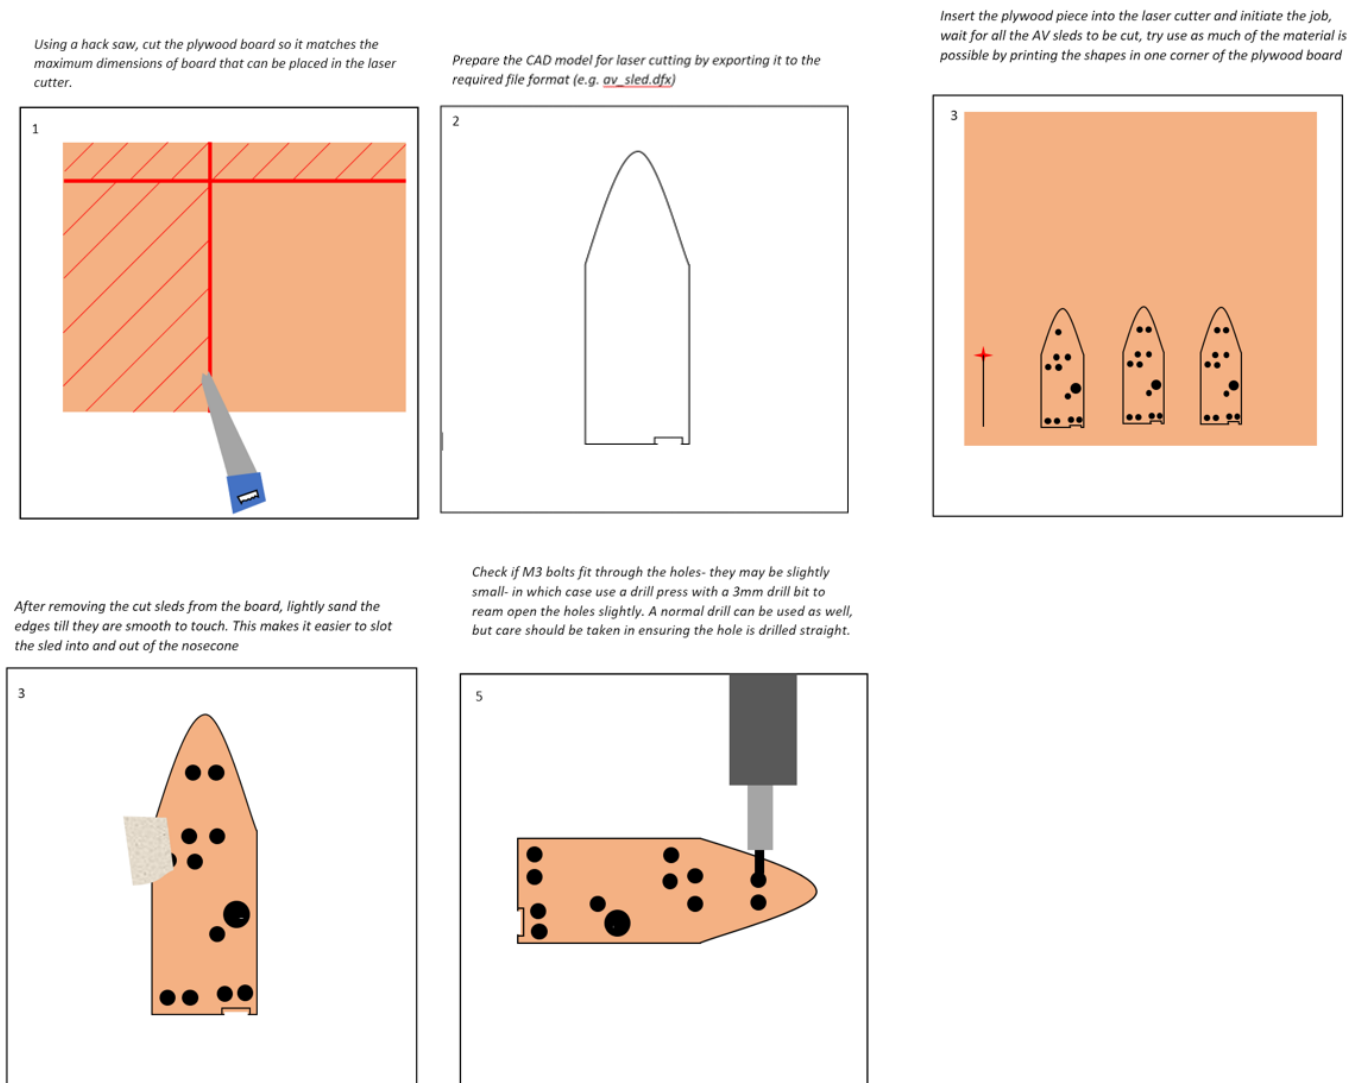 Using a hack saw, cut the plywood board so it matches the
maximum dimensions of board that can be placed in the laser
cutter.
1
Prepare the CAD model for laser cutting by exporting it to the
required file format (e.g. av_sled.dfx)
2
Insert the plywood piece into the laser cutter and initiate the job,
wait for all the AV sleds to be cut, try use as much of the material is
possible by printing the shapes in one corner of the plywood board
3
After removing the cut sleds from the board, lightly sand the
edges till they are smooth to touch. This makes it easier to slot
the sled into and out of the nosecone
3
Check if M3 bolts fit through the holes- they may be slightly
small- in which case use a drill press with a 3mm drill bit to
ream open the holes slightly. A normal drill can be used as well,
but care should be taken in ensuring the hole is drilled straight.
5